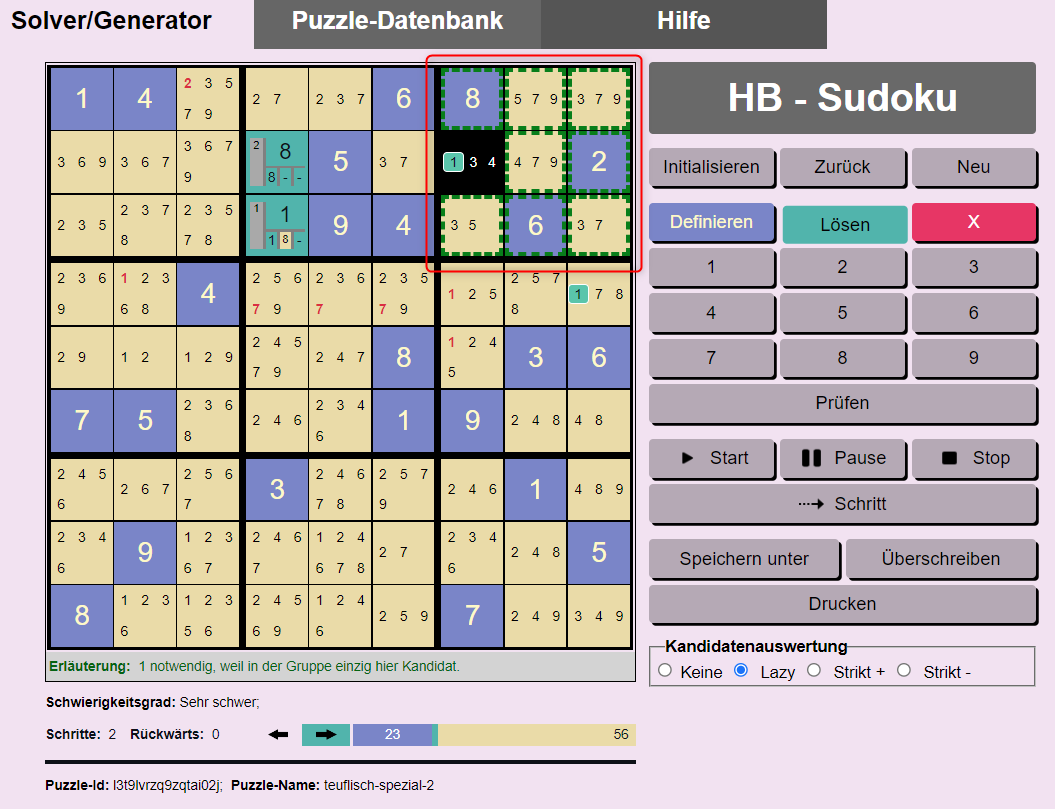 Solver/Generator Puzzle-Datenbank Hilfe
HB - Sudoku
Initialisieren Zurück Neu
Definieren Lösen X
1 2 3
4 5 6
7 8 9
Prüfen
Start Pause Stop
Schritt
Speichern unter Überschreiben
Drucken
Kandidatenauswertung
Keine Lazy Strikt + Strikt -
1 4 2 3 5 7 9 2 7 2 3 7 6 8 5 7 9 3 7 9
3 6 9 3 6 7 3 6 7 9 2 8 8 - - 5 3 7 1 3 4 4 7 9 2
2 3 5 2 3 7 8 2 3 5 7 8 1 1 1 8 - 9 4 3 5 6 3 7
2 3 6 9 1 2 3 6 8 4 2 5 6 7 9 2 3 6 7 2 3 5 7 9 1 2 5 2 5 7 8 1 7 8
2 9 1 2 1 2 9 2 4 5 7 9 2 4 7 8 1 2 4 5 3 6
7 5 2 3 6 8 2 4 6 2 3 4 6 1 9 2 4 8 4 8
2 4 5 6 2 6 7 2 5 6 7 3 2 4 6 7 8 2 5 7 9 2 4 6 1 4 8 9
2 3 4 6 9 1 2 3 6 7 2 4 6 7 1 2 4 6 7 8 2 7 2 3 4 6 2 4 8 5
8 1 2 3 6 1 2 3 5 6 2 4 5 6 9 1 2 4 6 2 5 9 7 2 4 9 3 4 9
Erläuterung: 1 notwendig, weil in der Gruppe einzig hier Kandidat.
Schwierigkeitsgrad: Sehr schwer;
Schritte: 2 Rückwärts: 0 23 56
Puzzle-Id: l3t9lvrzq9zqtai02j; Puzzle-Name: teuflisch-spezial-2